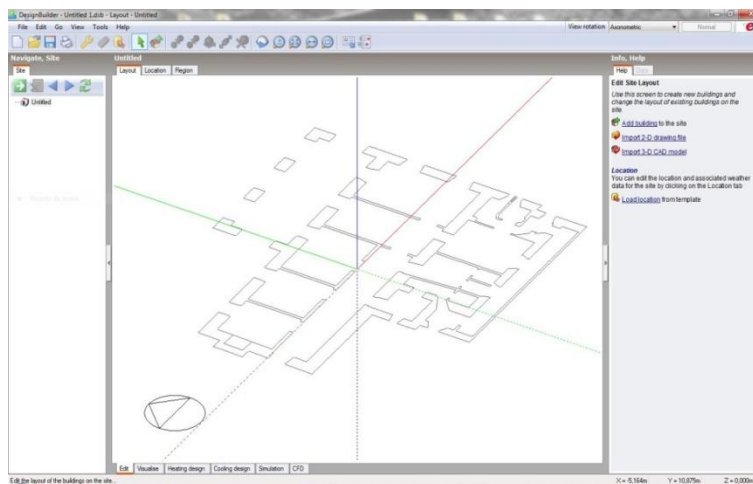 DesignBuilder - Untitled 1.dsb - Layout - Untitled
File Edit Go View Tools Help
View rotation Axonometric Normal
Navigate, Site
Site
Untitled
Untitled
Layout Location Region
Info, Help
Help
Edit Site Layout
Use this screen to create new buildings and
change the layout of existing buildings on the
site.
Add building to the site
Import 2-D drawing file
Import 3-D CAD model
Location
You can edit the location and associated weather
data for the site by clicking on the Location tab
Load location from template
Edit Visualise Heating design Cooling design Simulation CFD
Edit the layout of the buildings on the site...
X = -5,164m Y = 10,875m Z = 0,000m